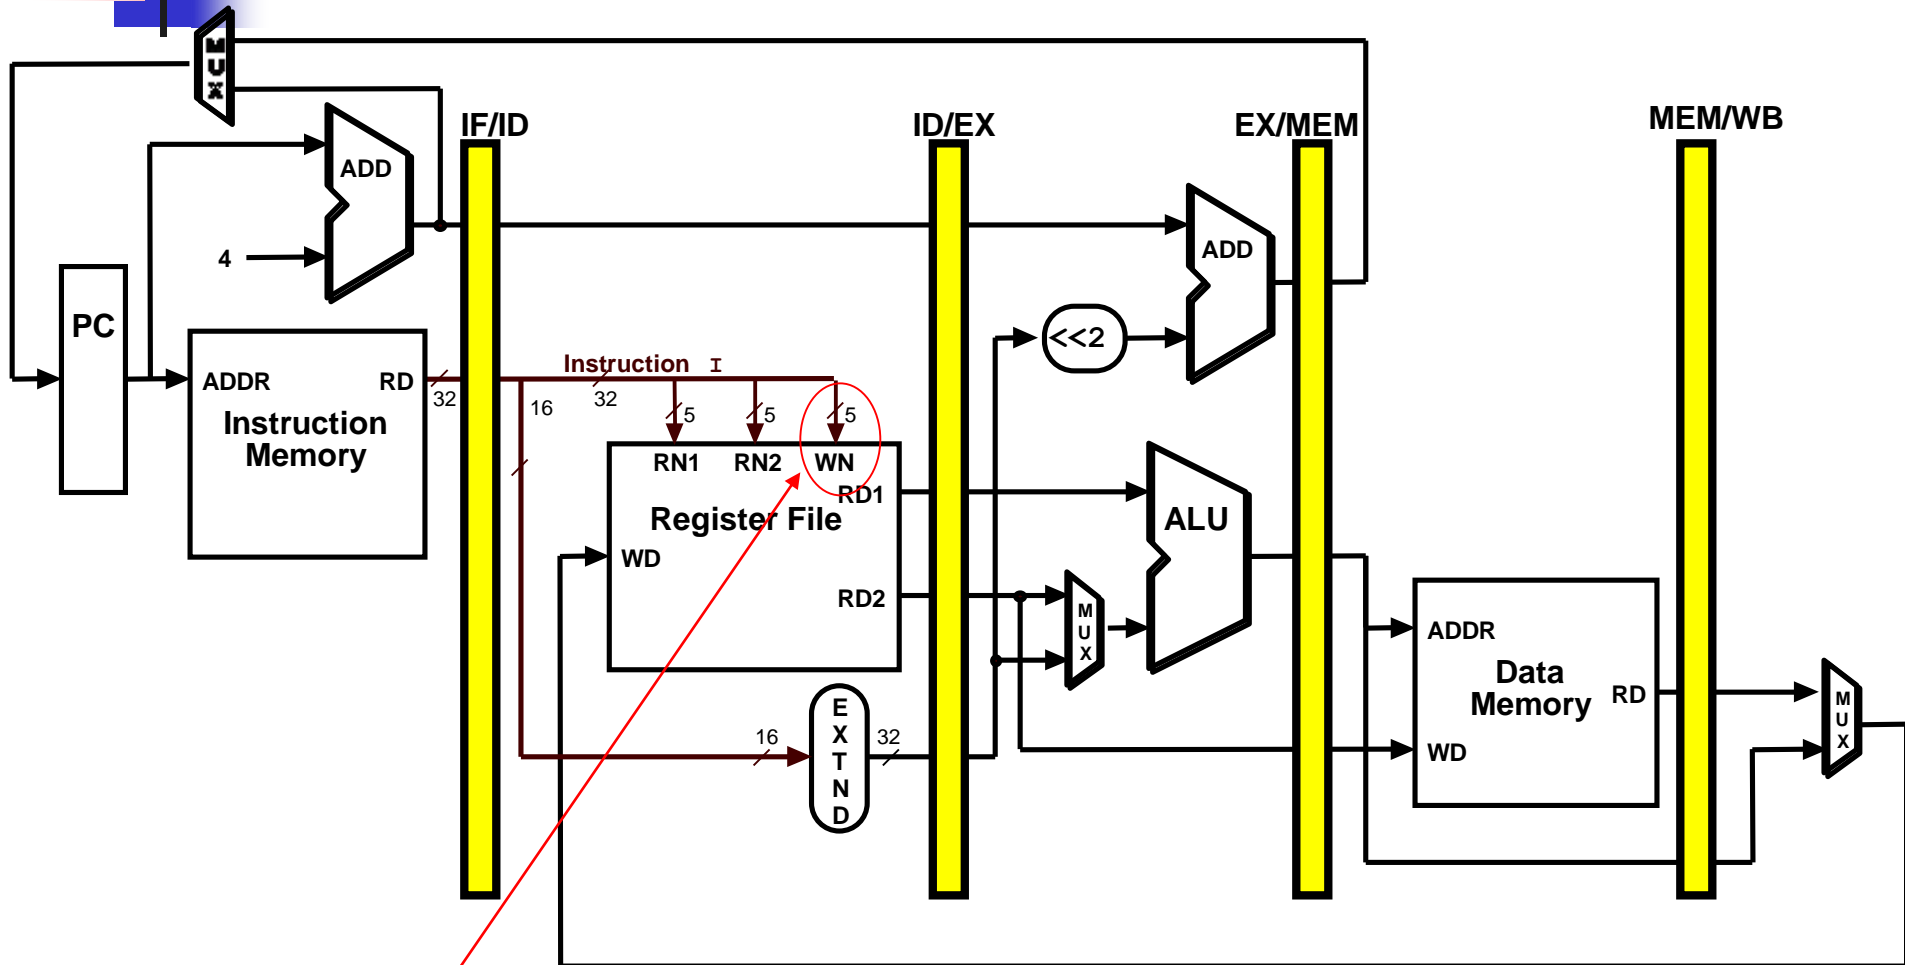 MUX
IF/ID
ID/EX
EX/MEM
MEM/WB
ADD
4
ADD
PC
<<2
Instruction I
ADDR
RD
32
16
32
5
5
5
Instruction
Memory
RN1
RN2
WN
RD1
Register File
ALU
WD
RD2
MUX
ADDR
Data
Memory
RD
WD
MUX
EXTND
16
32